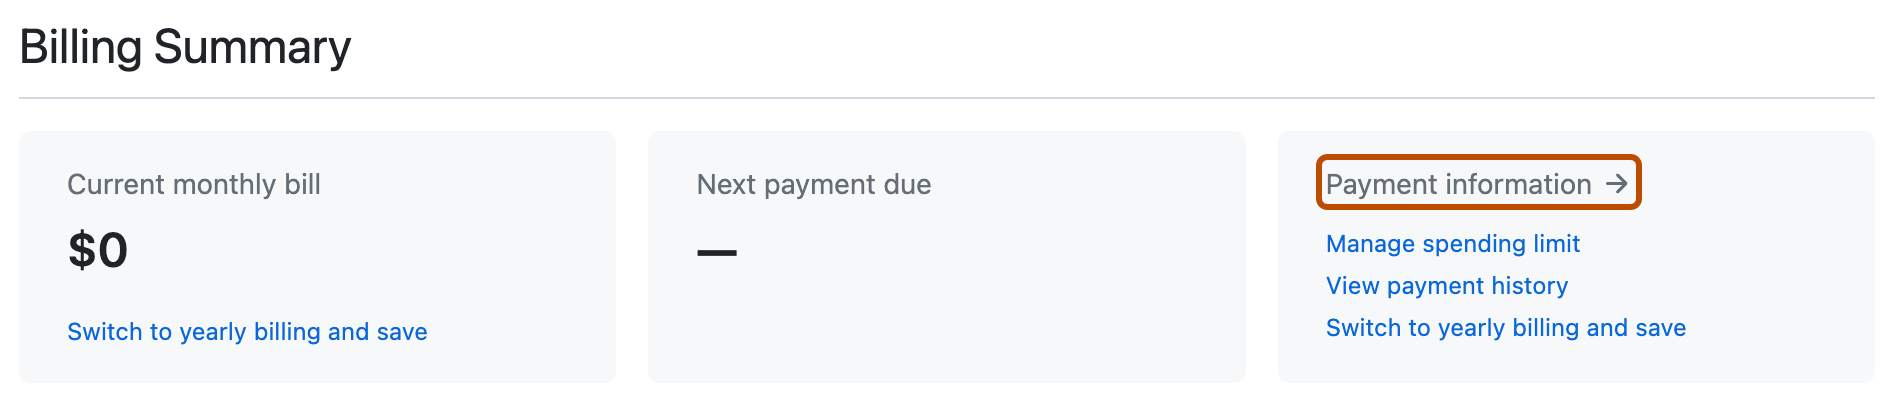 Billing Summary
Current monthly bill
$0
Switch to yearly billing and save
Next payment due
—
Payment information →
Manage spending limit
View payment history
Switch to yearly billing and save